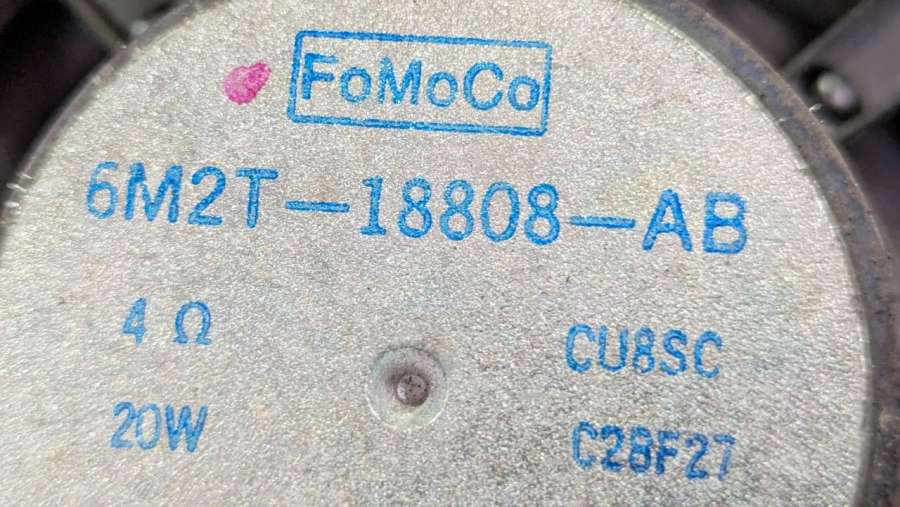 FoMoCo
6M2T-18808-AB
4 Ω
CU8SC
20W
C28F27